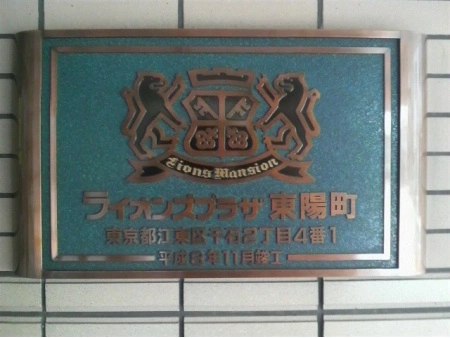 Lions Mansion
ライオンズプラザ 東陽町
東京都江東区千石2丁目4番1
平成6年11月竣工